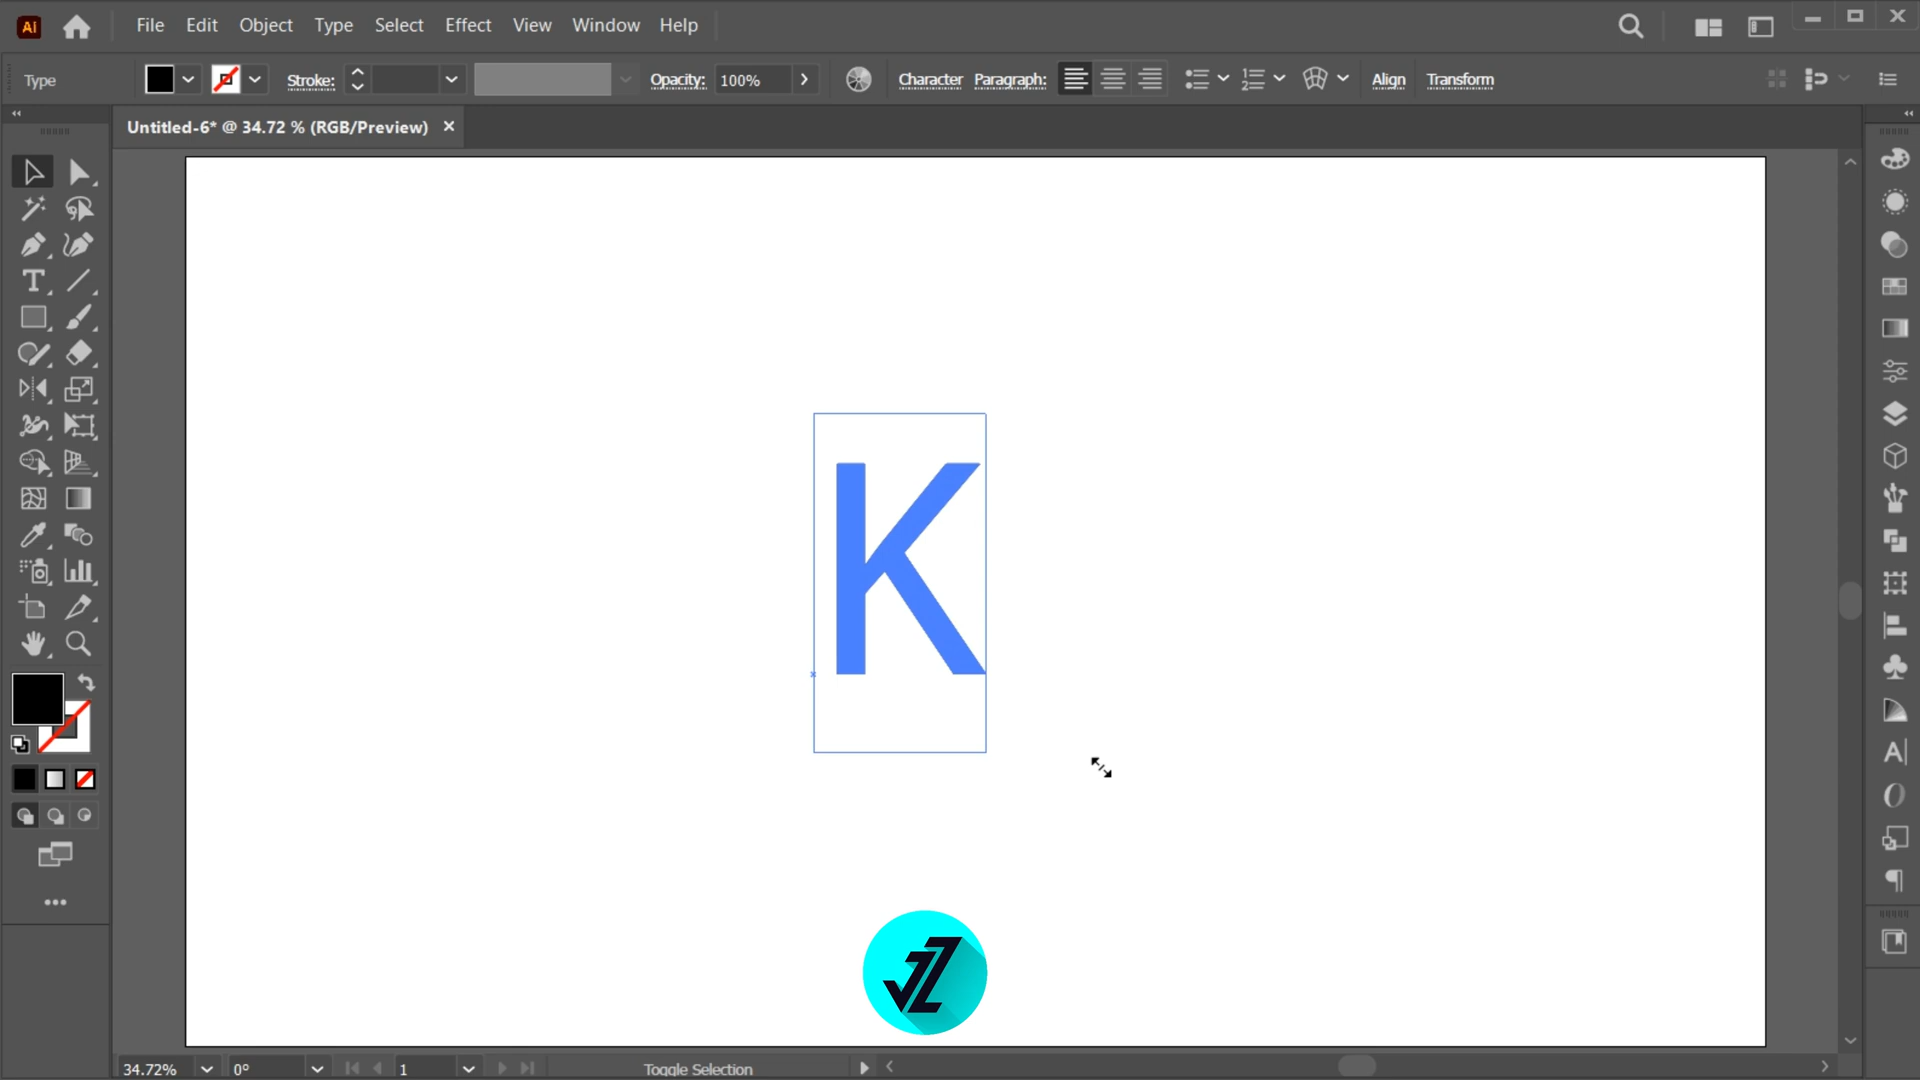 Ai File Edit Object Type Select Effect View Window Help
Type Stroke: Opacity: 100% Character Paragraph: Align Transform
Untitled-6* @ 34.72 % (RGB/Preview)
K
34.72% 0° 1 Toggle Selection